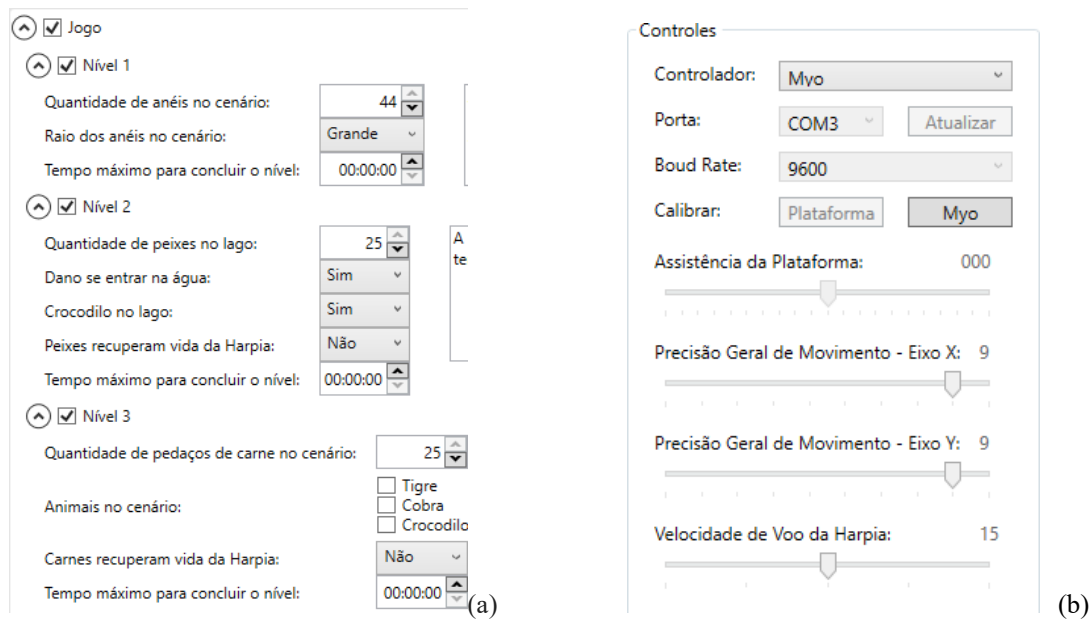 Jogo
Nível 1
Quantidade de anéis no cenário: 44
Raio dos anéis no cenário: Grande
Tempo máximo para concluir o nível: 00:00:00
Nível 2
Quantidade de peixes no lago: 25
A
te
Dano se entrar na água: Sim
Crocodilo no lago: Sim
Peixes recuperam vida da Harpia: Não
Tempo máximo para concluir o nível: 00:00:00
Nível 3
Quantidade de pedaços de carne no cenário: 25
Animais no cenário:
Tigre
Cobra
Crocodilo
Carnes recuperam vida da Harpia: Não
Tempo máximo para concluir o nível: 00:00:00
(a)
Controles
Controlador: Myo
Porta: COM3 Atualizar
Boud Rate: 9600
Calibrar: Plataforma Myo
Assistência da Plataforma: 000
Precisão Geral de Movimento - Eixo X: 9
Precisão Geral de Movimento - Eixo Y: 9
Velocidade de Voo da Harpia: 15
(b)